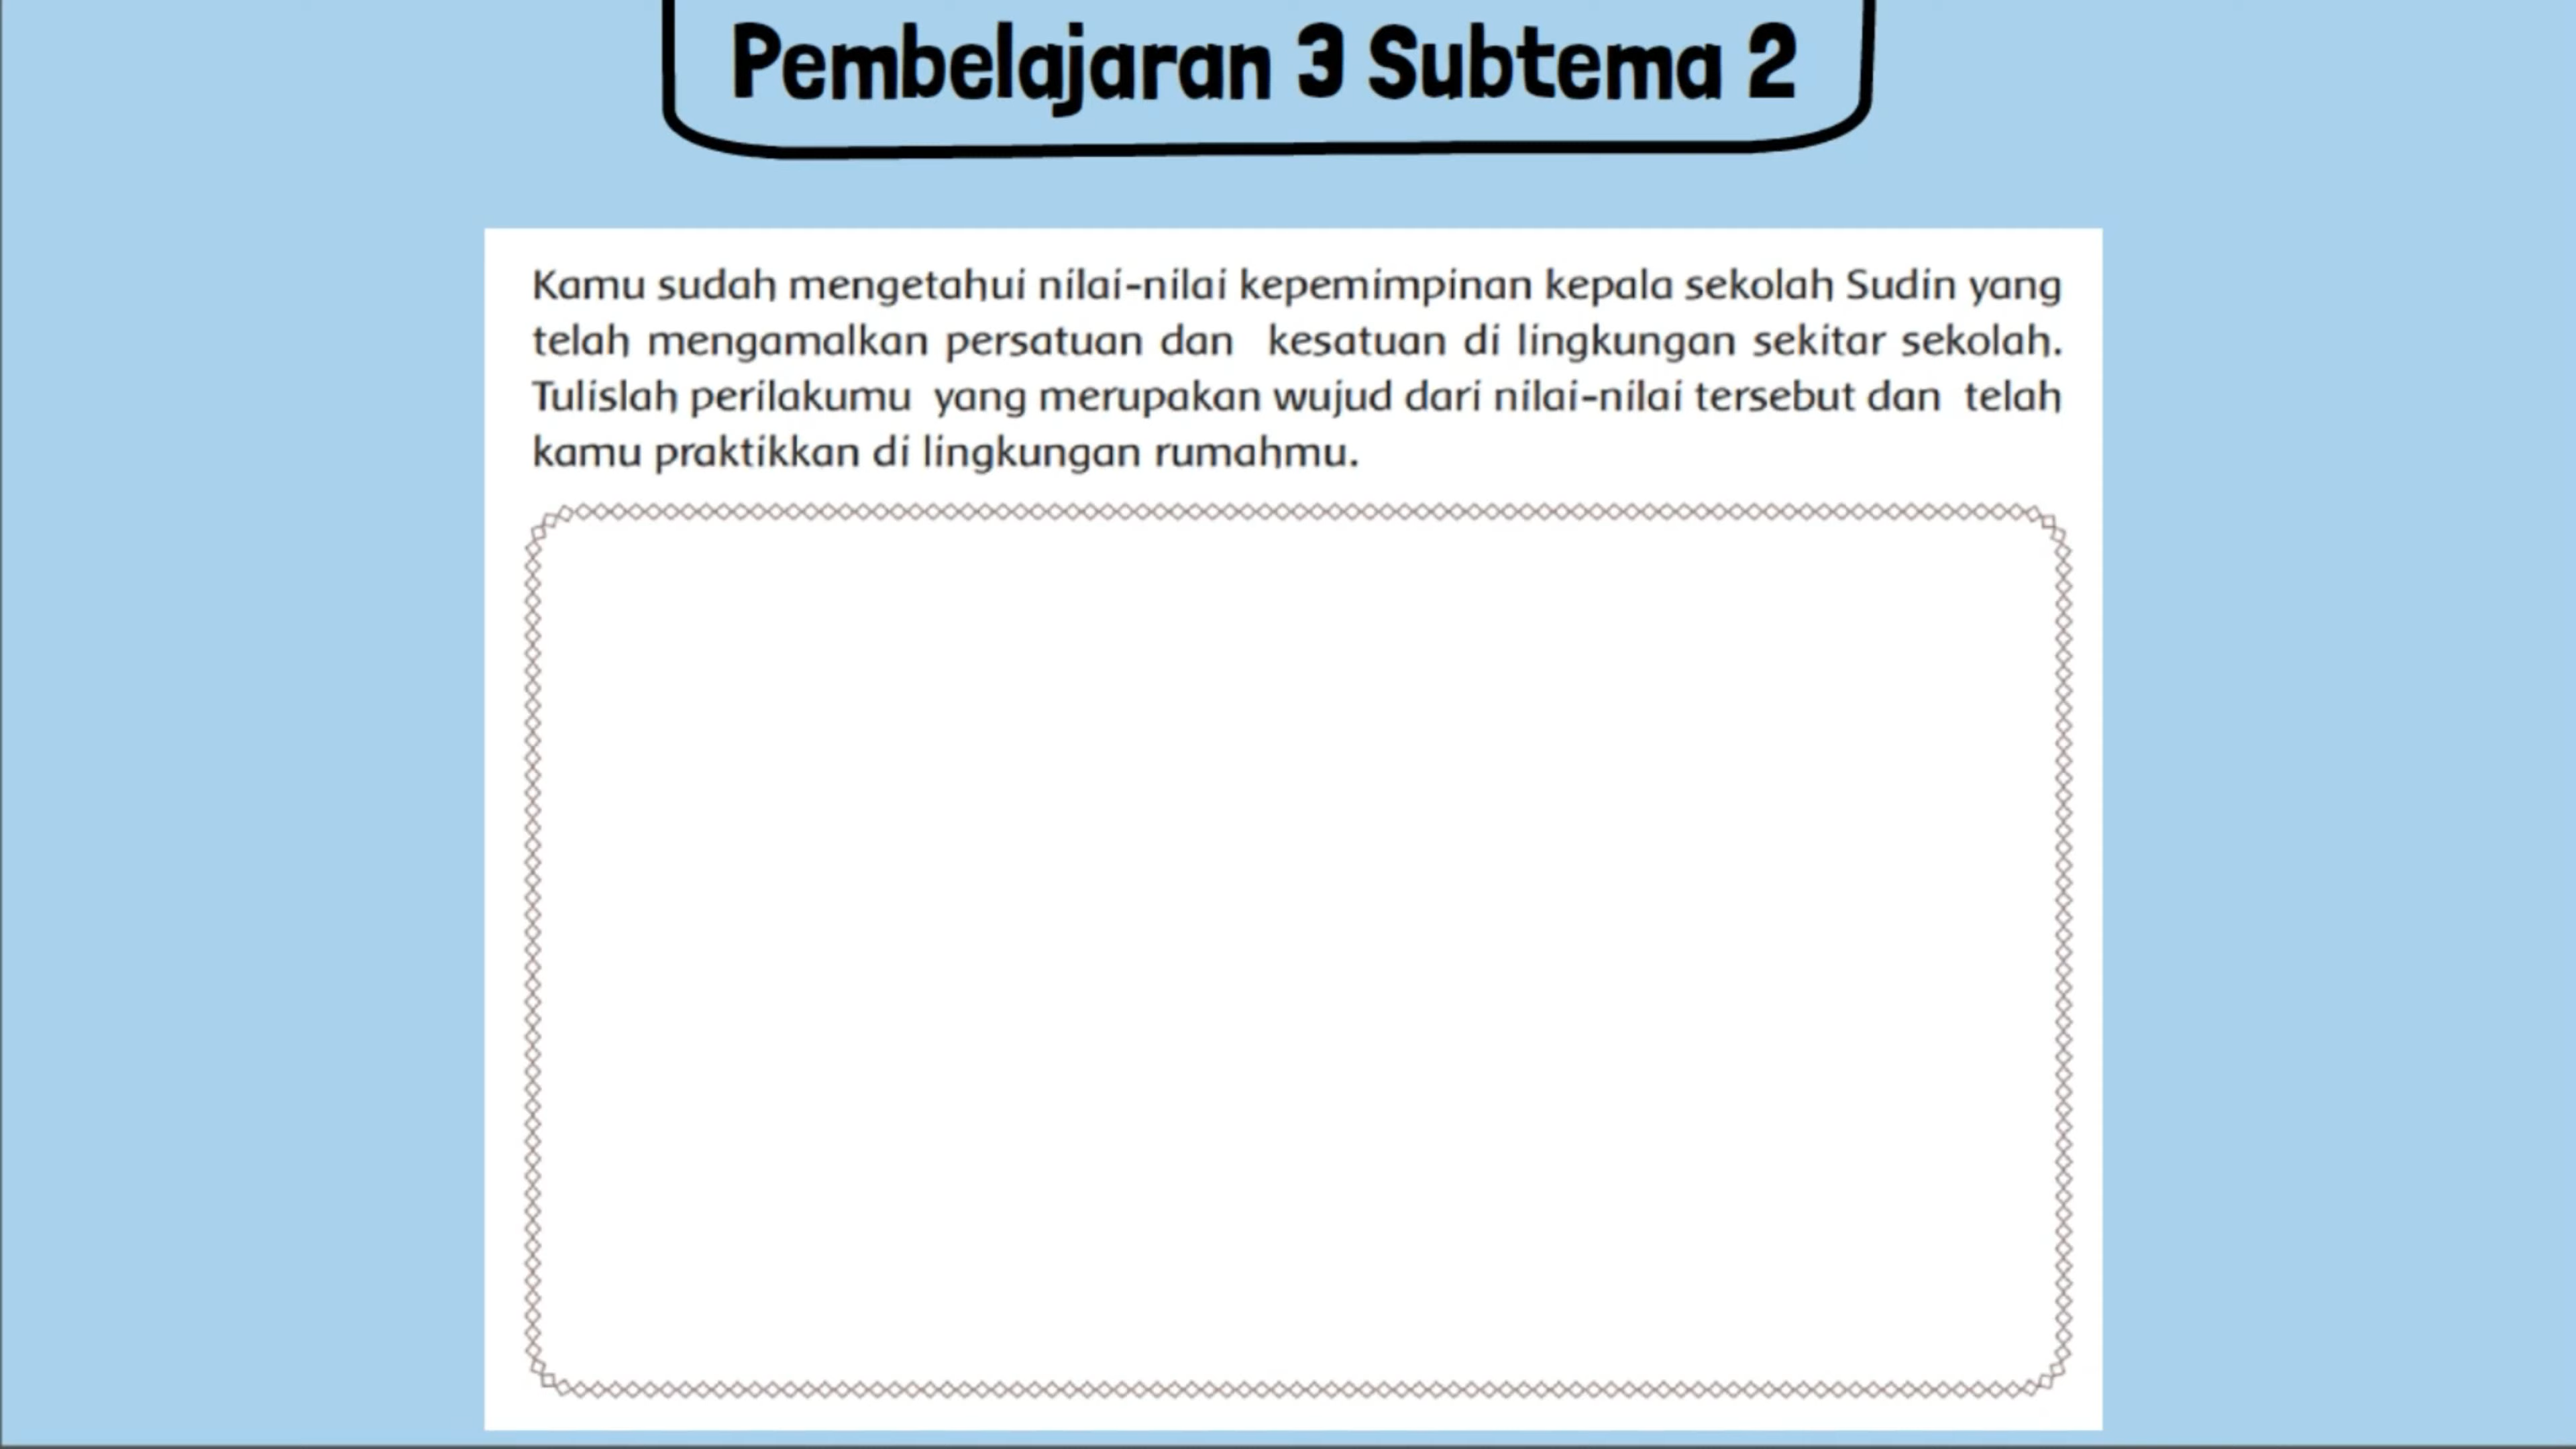 Pembelajaran 3 Subtema 2
Kamu sudah mengetahui nilai-nilai kepemimpinan kepala sekolah Sudin yang
telah mengamalkan persatuan dan kesatuan di lingkungan sekitar sekolah.
Tulislah perilakumu yang merupakan wujud dari nilai-nilai tersebut dan telah
kamu praktikkan di lingkungan rumahmu.